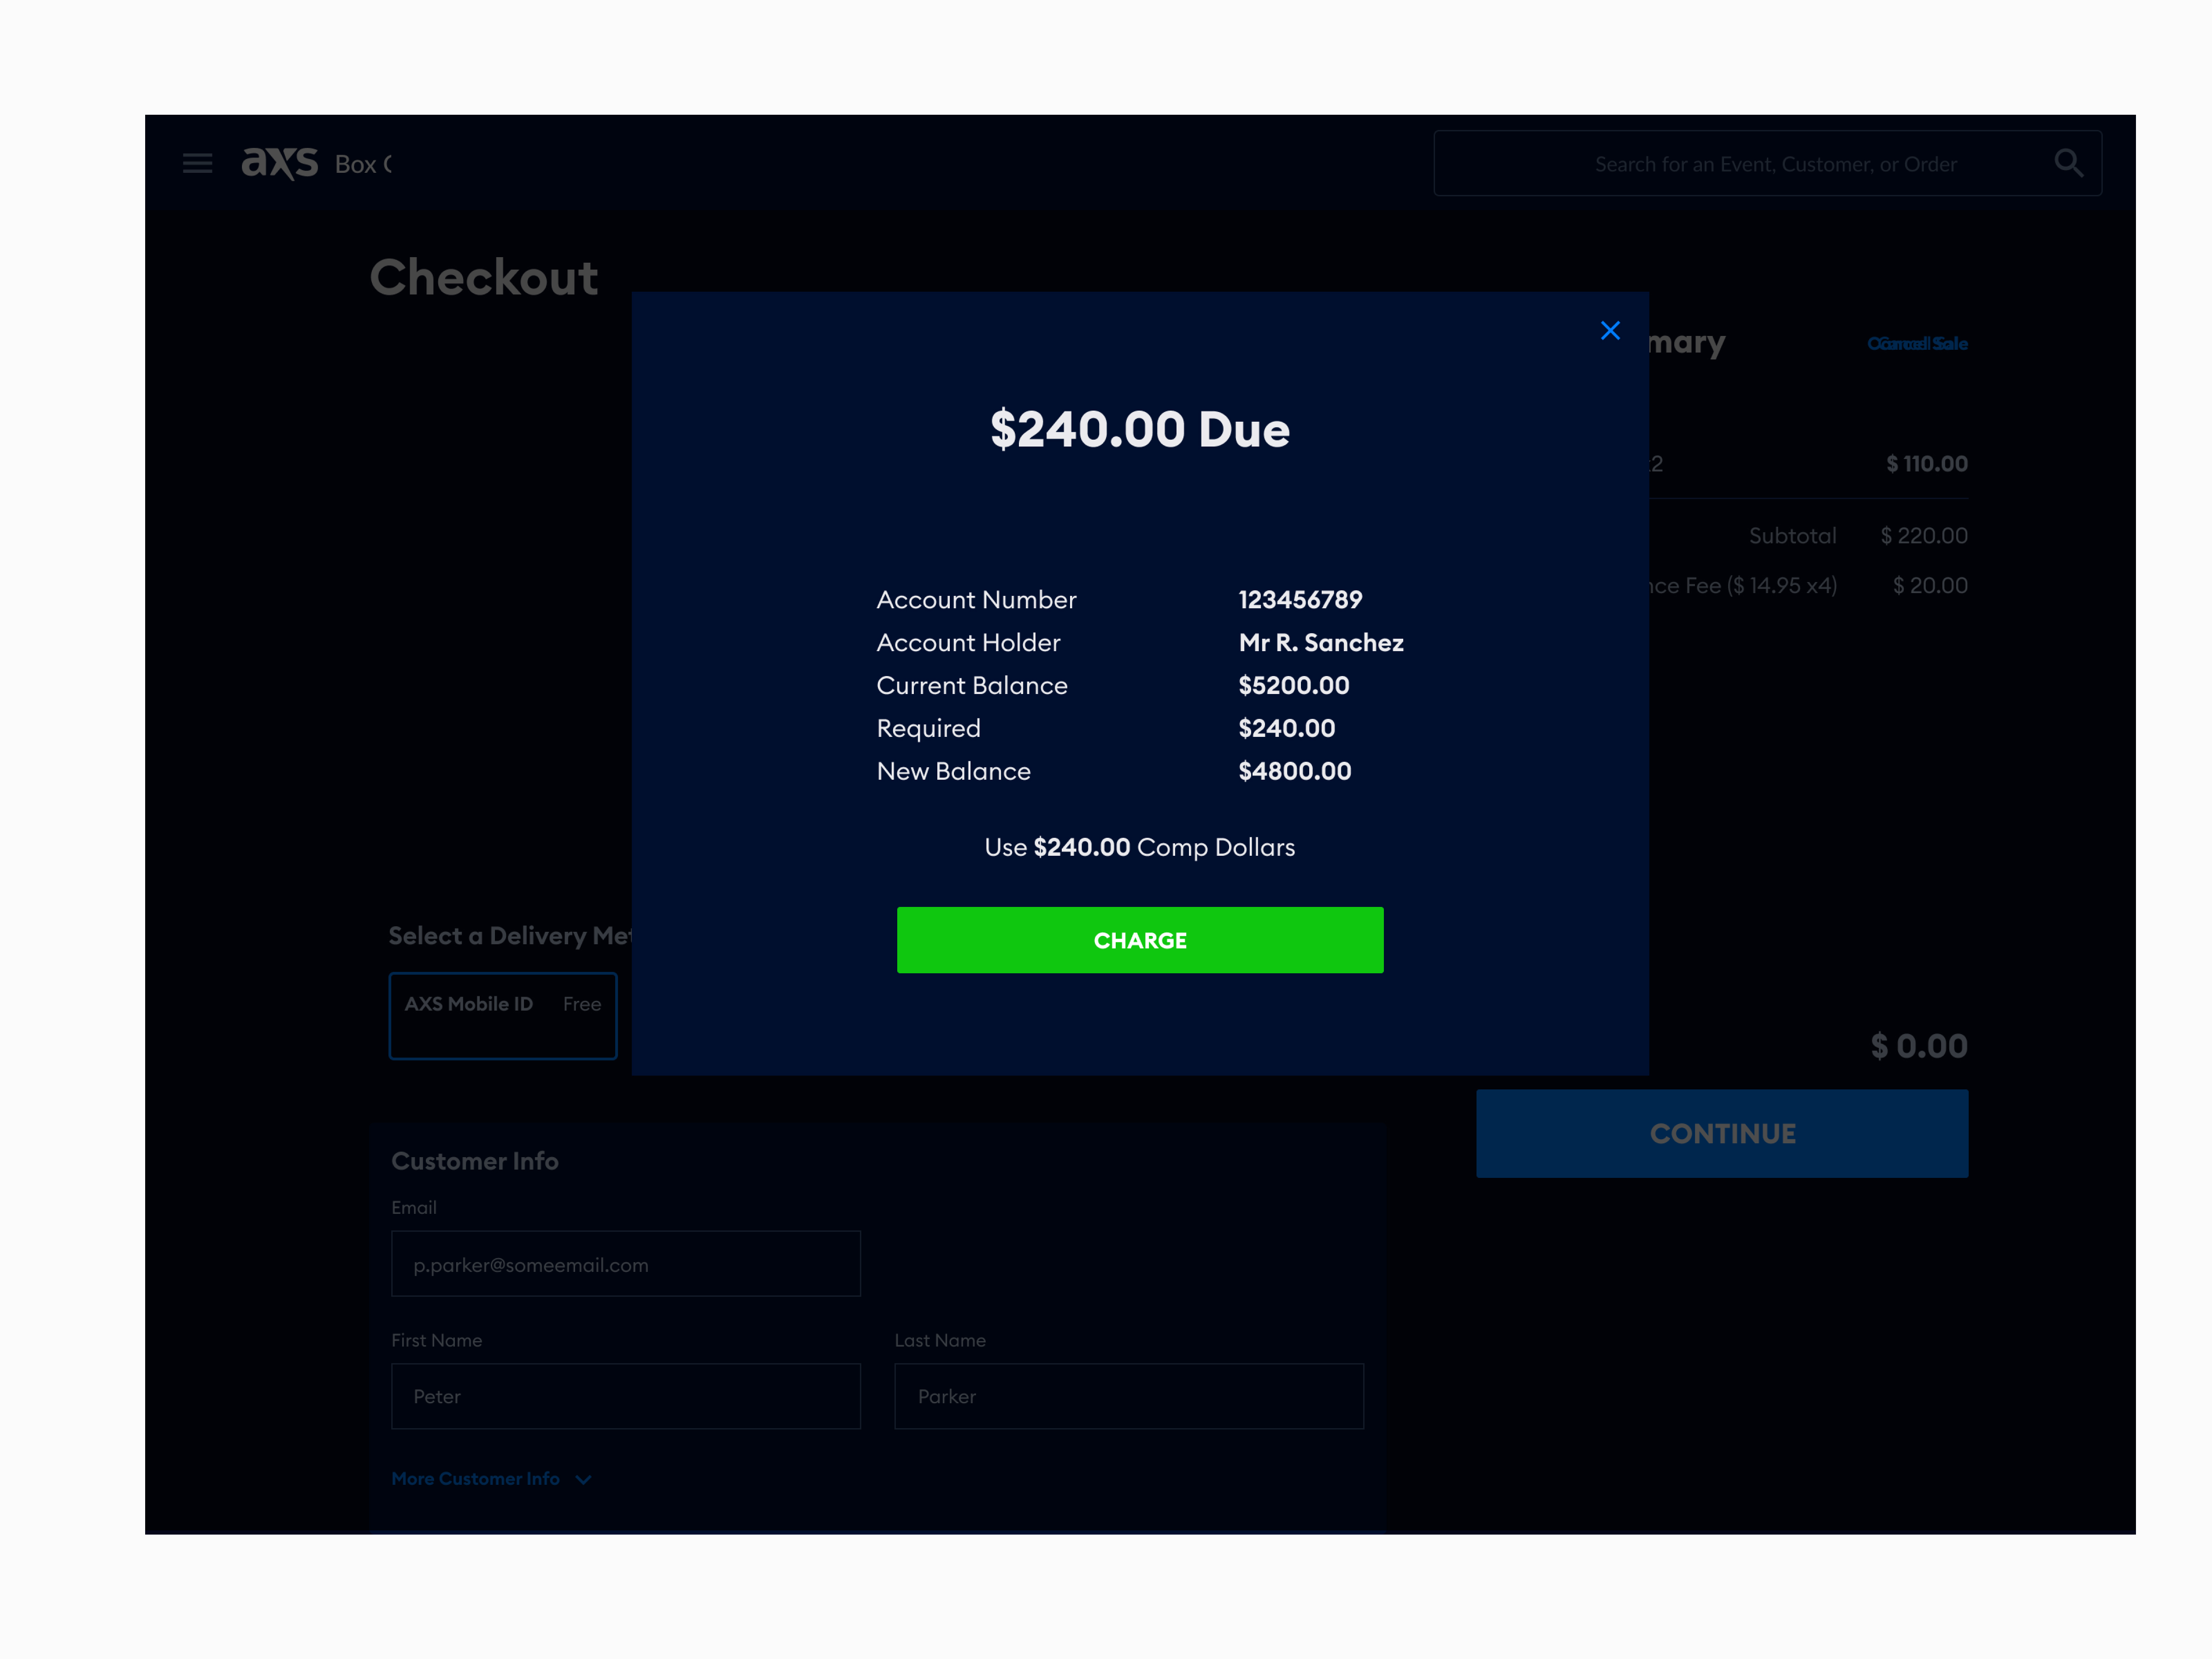 axs Box
Search for an Event, Customer, or Order
Checkout
mary
Cancel Sale
$240.00 Due
x2 $ 110.00
Subtotal $ 220.00
nce Fee ($ 14.95 x4) $ 20.00
Account Number 123456789
Account Holder Mr R. Sanchez
Current Balance $5200.00
Required $240.00
New Balance $4800.00
Use $240.00 Comp Dollars
CHARGE
Select a Delivery Met
AXS Mobile ID Free
$ 0.00
CONTINUE
Customer Info
Email
p.parker@someemail.com
First Name Last Name
Peter Parker
More Customer Info